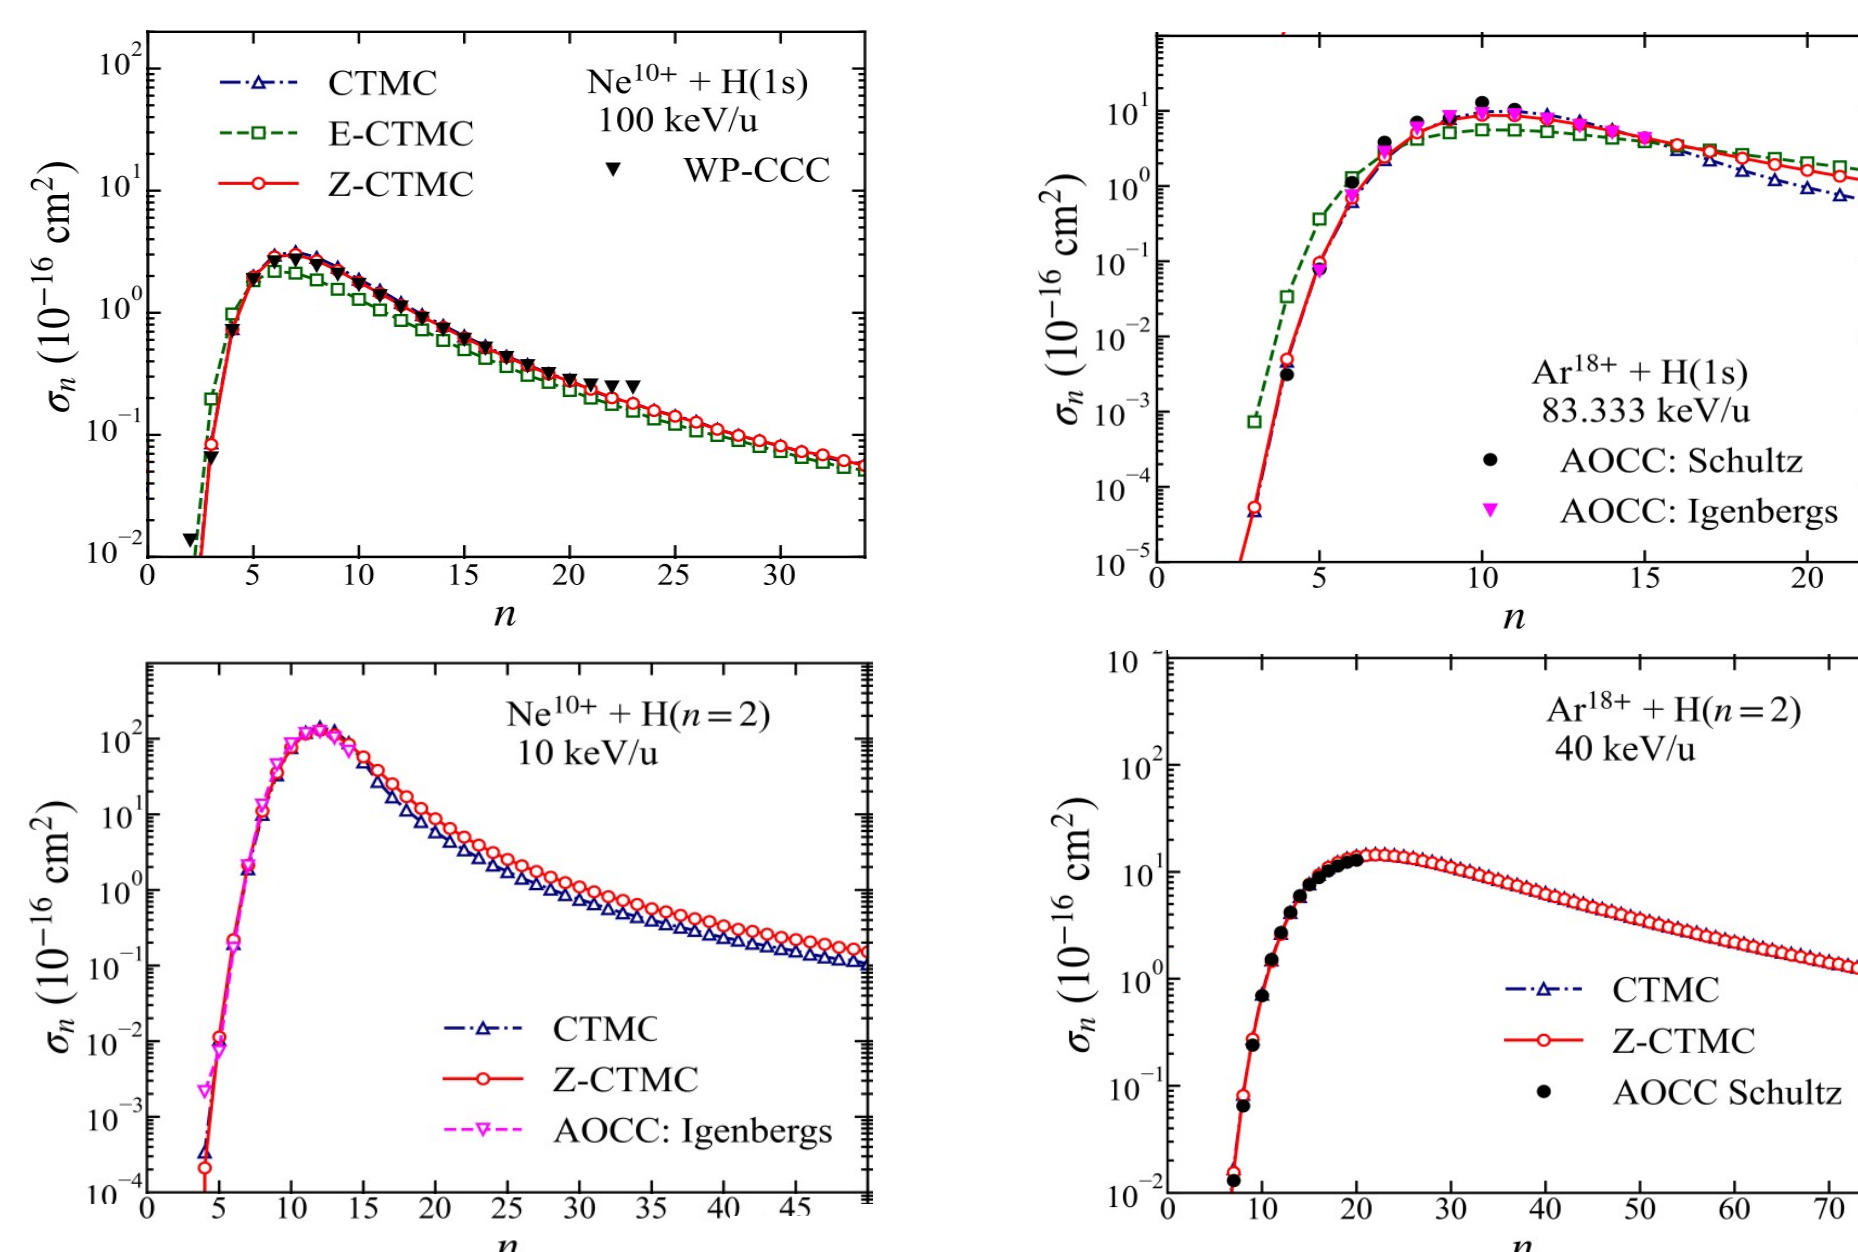 10²
10¹
10⁰
10⁻¹
10⁻²
σₙ (10⁻¹⁶ cm²)
CTMC
E-CTMC
Z-CTMC
Ne¹⁰⁺ + H(1s)
100 keV/u
WP-CCC
0 5 10 15 20 25 30
n
10¹
10⁰
10⁻¹
10⁻²
10⁻³
10⁻⁴
10⁻⁵
σₙ (10⁻¹⁶ cm²)
Ar¹⁸⁺ + H(1s)
83.333 keV/u
AOCC: Schultz
AOCC: Igenbergs
0 5 10 15 20
n
10²
10¹
10⁰
10⁻¹
10⁻²
10⁻³
10⁻⁴
σₙ (10⁻¹⁶ cm²)
Ne¹⁰⁺ + H(n=2)
10 keV/u
CTMC
Z-CTMC
AOCC: Igenbergs
0 5 10 15 20 25 30 35 40 45
n
10²
10¹
10⁰
10⁻¹
10⁻²
σₙ (10⁻¹⁶ cm²)
Ar¹⁸⁺ + H(n=2)
40 keV/u
CTMC
Z-CTMC
AOCC Schultz
0 10 20 30 40 50 60 70
n